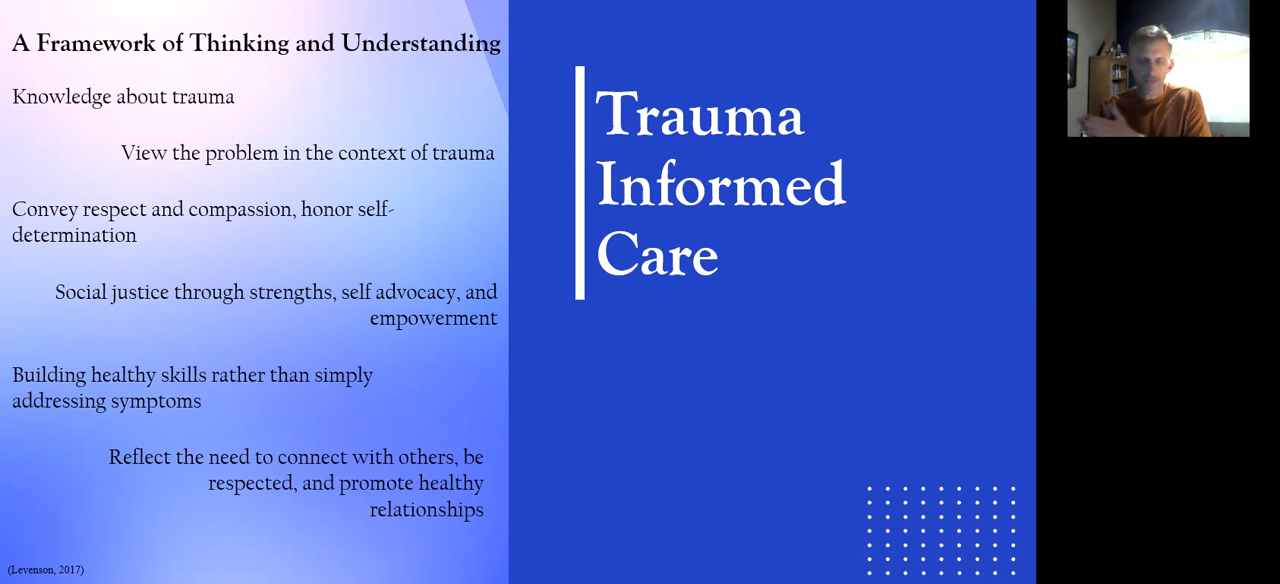 A Framework of Thinking and Understanding
Knowledge about trauma
View the problem in the context of trauma
Convey respect and compassion, honor self-
determination
Social justice through strengths, self advocacy, and
empowerment
Building healthy skills rather than simply
addressing symptoms
Reflect the need to connect with others, be
respected, and promote healthy
relationships
(Levenson, 2017)
Trauma
Informed
Care